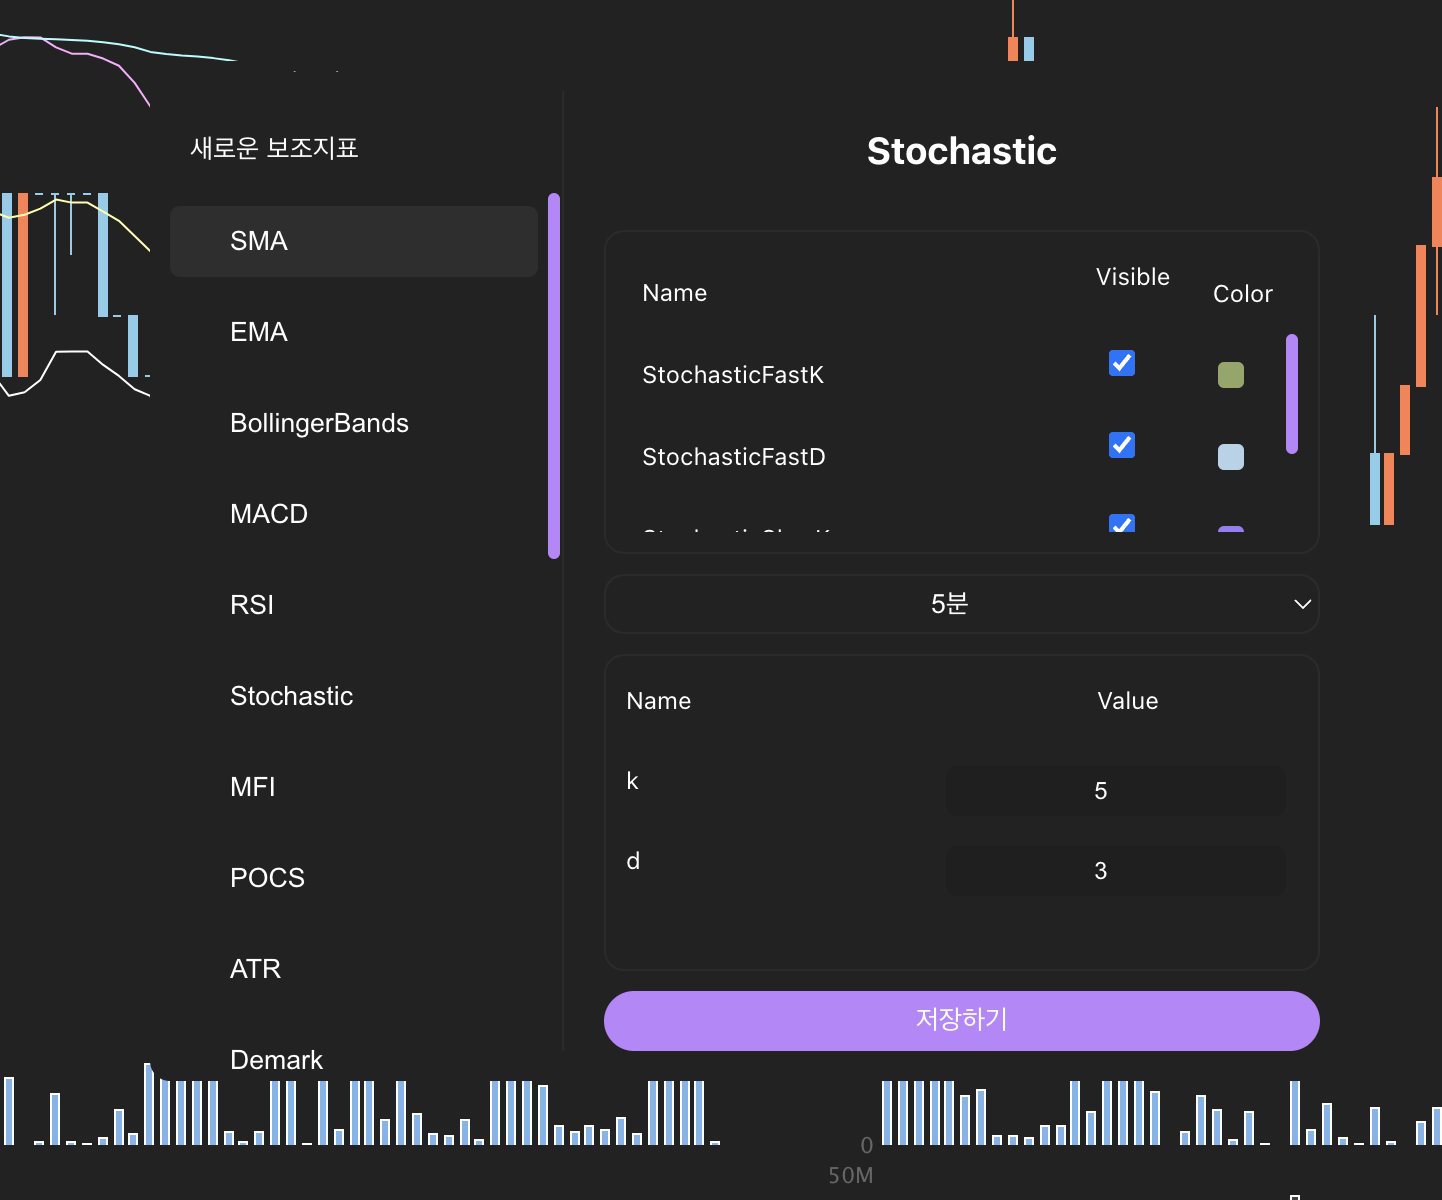 새로운 보조지표
SMA
EMA
BollingerBands
MACD
RSI
Stochastic
MFI
POCS
ATR
Demark
Stochastic
Name Visible Color
StochasticFastK
StochasticFastD
5분
Name Value
k 5
d 3
저장하기
0
50M